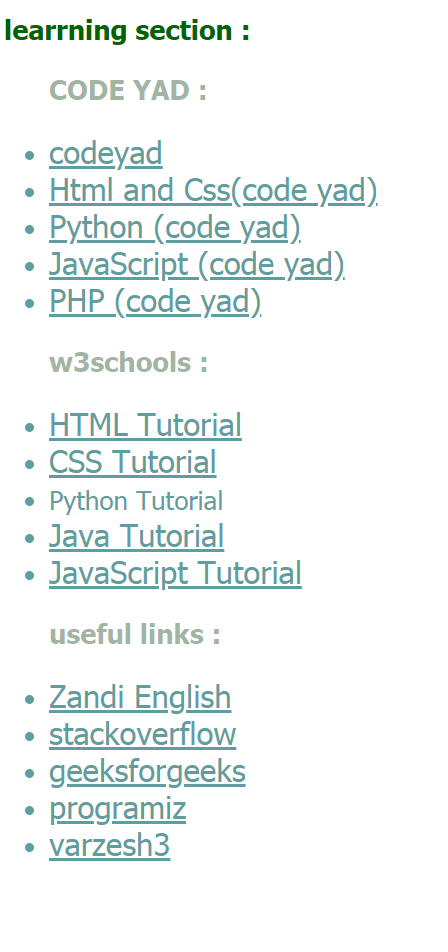 learrning section :
CODE YAD :
codeyad
Html and Css(code yad)
Python (code yad)
JavaScript (code yad)
PHP (code yad)
w3schools :
HTML Tutorial
CSS Tutorial
Python Tutorial
Java Tutorial
JavaScript Tutorial
useful links :
Zandi English
stackoverflow
geeksforgeeks
programiz
varzesh3